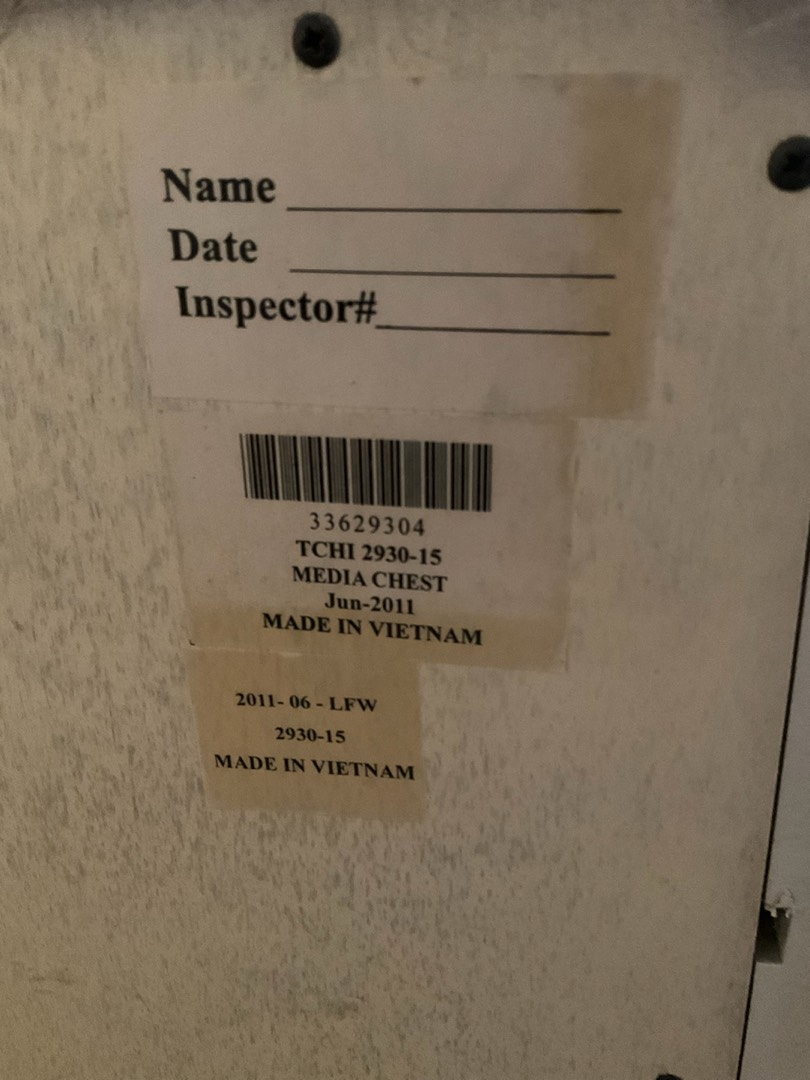 Name
Date
Inspector#
33629304
TCHI 2930-15
MEDIA CHEST
Jun-2011
MADE IN VIETNAM
2011- 06 - LFW
2930-15
MADE IN VIETNAM